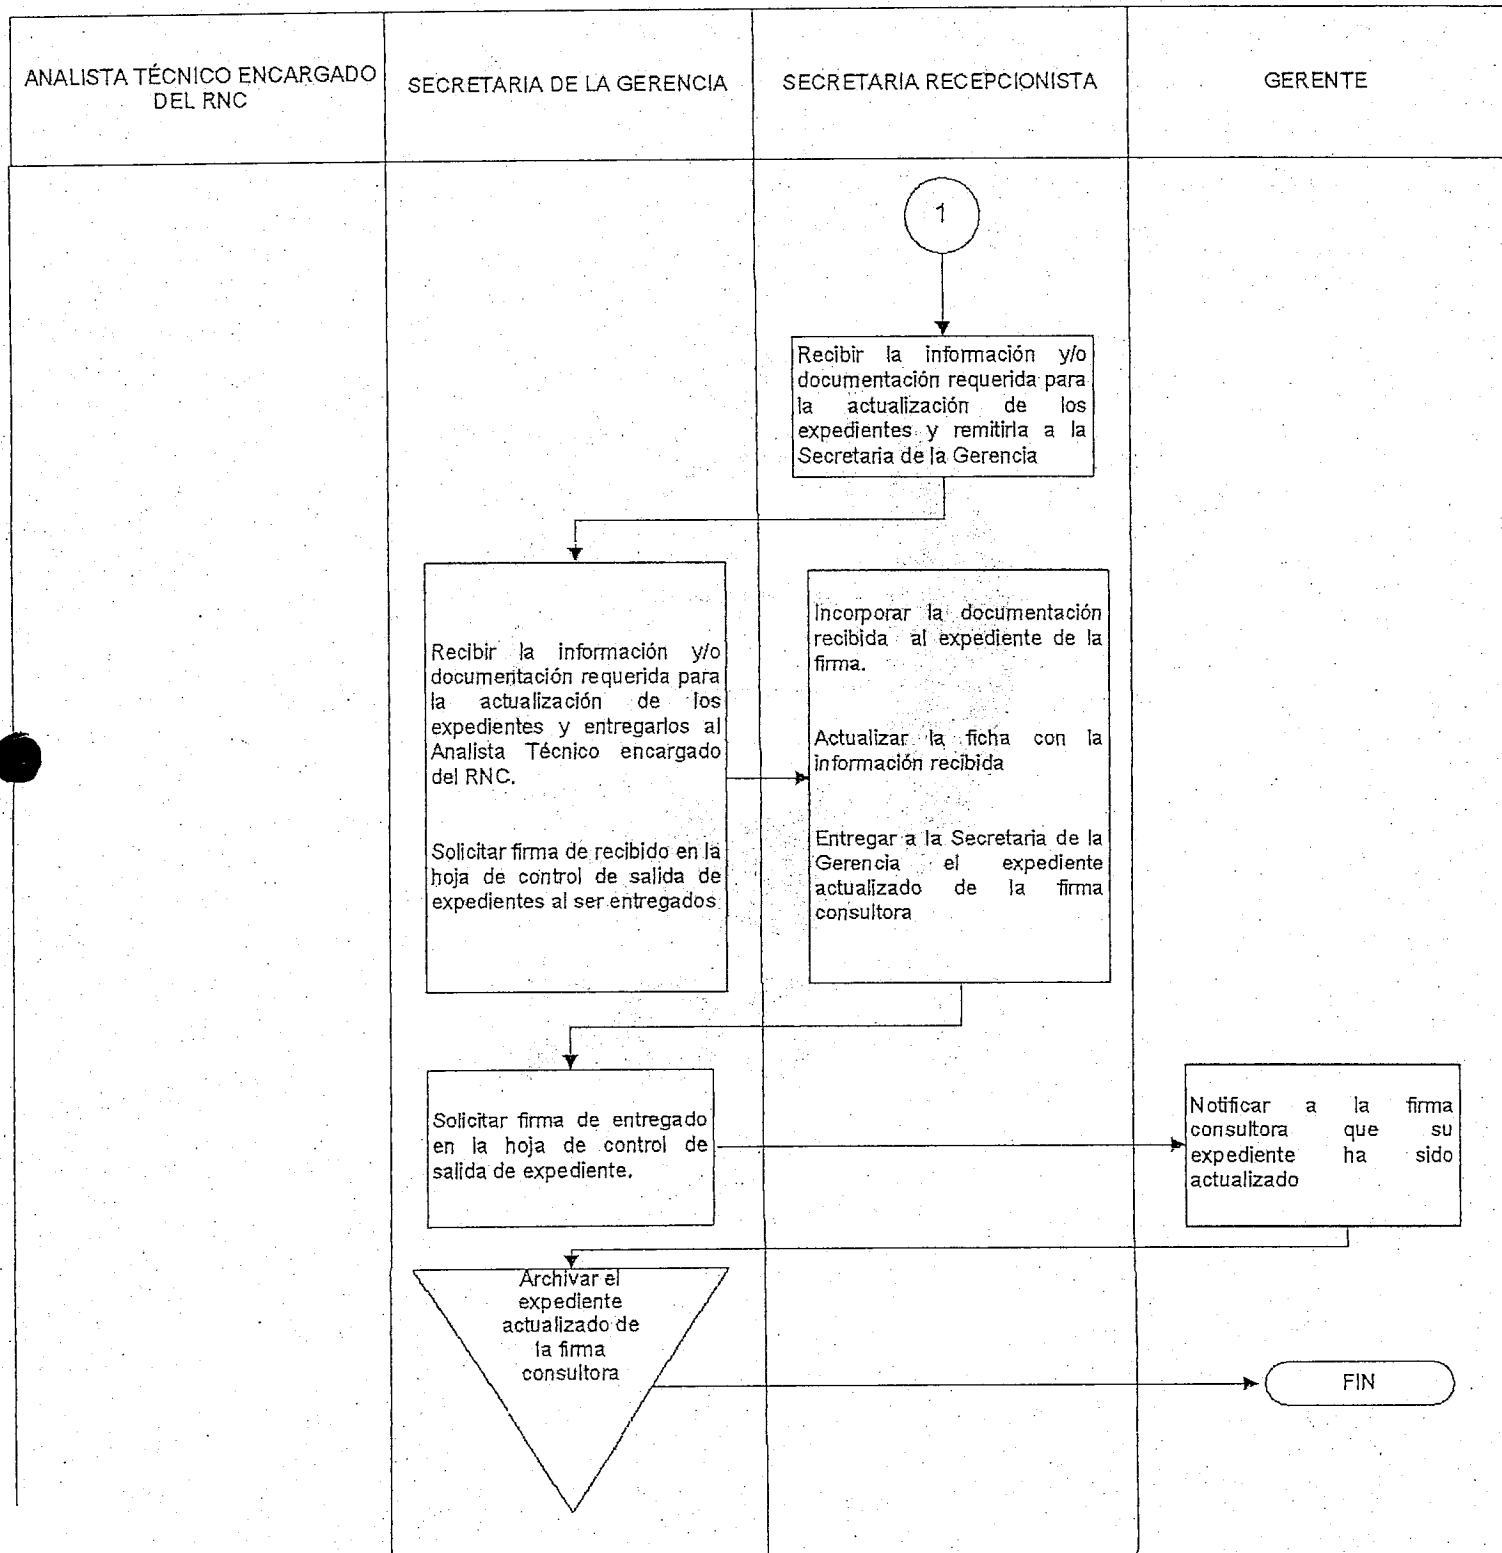 ANALISTA TÉCNICO ENCARGADO
DEL RNC
SECRETARIA DE LA GERENCIA
SECRETARIA RECEPCIONISTA
GERENTE
1
Recibir la información y/o
documentación requerida para
la actualización de los
expedientes y remitirla a la
Secretaria de la Gerencia
Recibir la información y/o
documentación requerida para
la actualización de los
expedientes y entregarlos al
Analista Técnico encargado
del RNC.
Solicitar firma de recibido en la
hoja de control de salida de
expedientes al ser entregados
Incorporar la documentación
recibida al expediente de la
firma.
Actualizar la ficha con la
información recibida
Entregar a la Secretaria de la
Gerencia el expediente
actualizado de la firma
consultora
Solicitar firma de entregado
en la hoja de control de
salida de expediente.
Notificar a la firma
consultora que su
expediente ha sido
actualizado
Archivar el
expediente
actualizado de
la firma
consultora
FIN